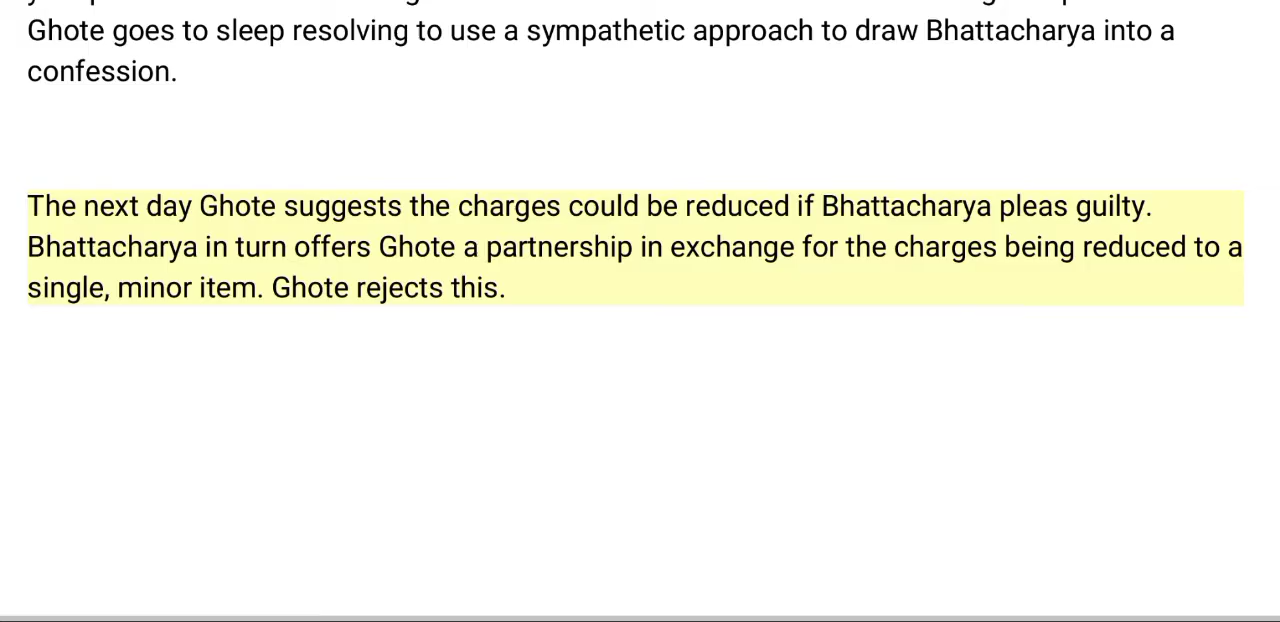 Ghote goes to sleep resolving to use a sympathetic approach to draw Bhattacharya into a
confession.
The next day Ghote suggests the charges could be reduced if Bhattacharya pleas guilty.
Bhattacharya in turn offers Ghote a partnership in exchange for the charges being reduced to a
single, minor item. Ghote rejects this.